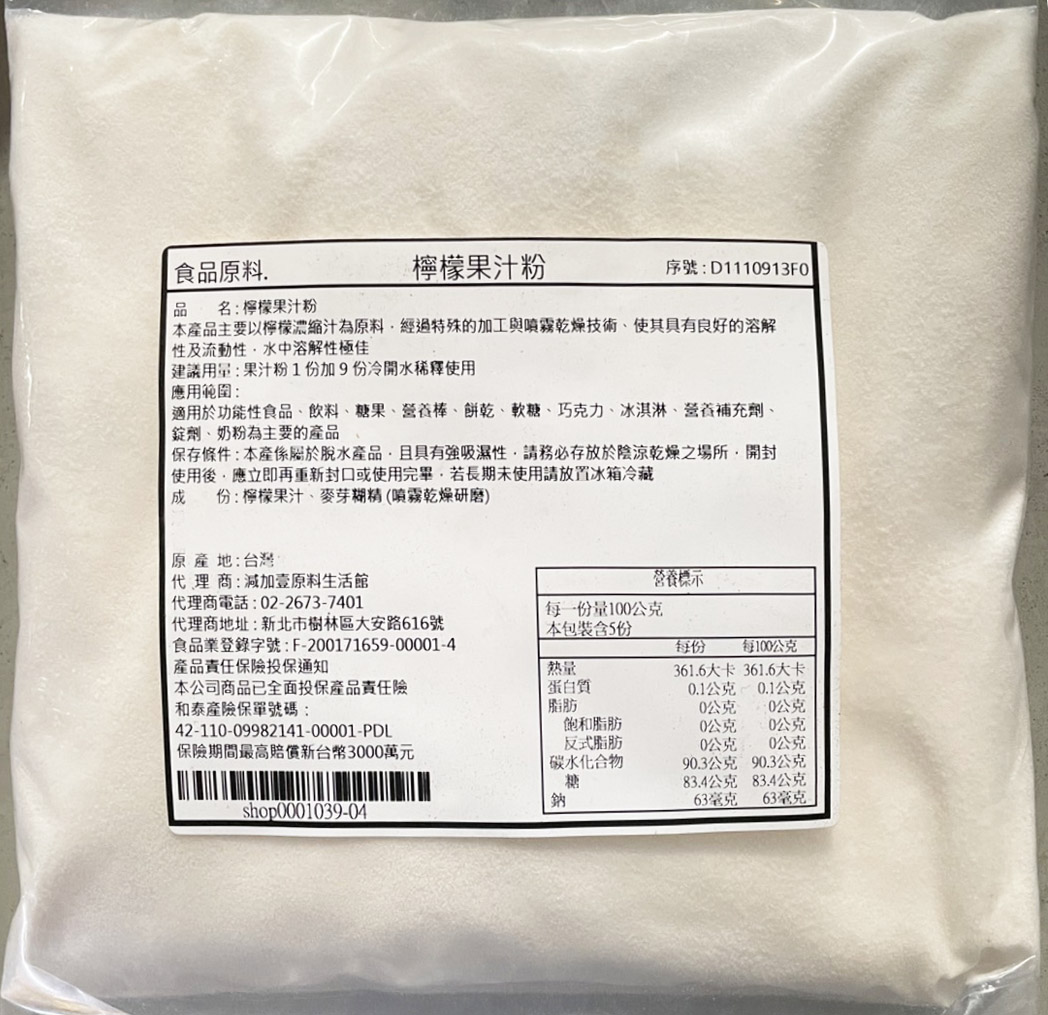 食品原料.
檸檬果汁粉
序號:D1110913F0
品 名:檸檬果汁粉
本產品主要以檸檬濃縮汁為原料,經過特殊的加工與噴霧乾燥技術、使其具有良好的溶解
性及流動性,水中溶解性極佳
建議用量:果汁粉1份加9份冷開水稀釋使用
應用範圍:
適用於功能性食品、飲料、糖果、營養棒、餅乾、軟糖、巧克力、冰淇淋、營養補充劑、
錠劑、奶粉為主要的產品
保存條件:本產係屬於脫水產品,且具有強吸濕性,請務必存放於陰涼乾燥之場所,開封
使用後,應立即再重新封口或使用完畢,若長期未使用請放置冰箱冷藏
成 份:檸檬果汁、麥芽糊精(噴霧乾燥研磨)
原 產 地:台灣
代 理 商:減加壹原料生活館
代理商電話:02-2673-7401
代理商地址:新北市樹林區大安路616號
食品業登錄字號:F-200171659-00001-4
產品責任保險投保通知
本公司商品已全面投保產品責任險
和泰產險保單號碼:
42-110-09982141-00001-PDL
保險期間最高賠償新台幣3000萬元
shop0001039-04
營養標示
每一份量100公克
本包裝含5份
每份 每100公克
熱量 361.6大卡 361.6大卡
蛋白質 0.1公克 0.1公克
脂肪 0公克 0公克
飽和脂肪 0公克 0公克
反式脂肪 0公克 0公克
碳水化合物 90.3公克 90.3公克
糖 83.4公克 83.4公克
鈉 63毫克 63毫克